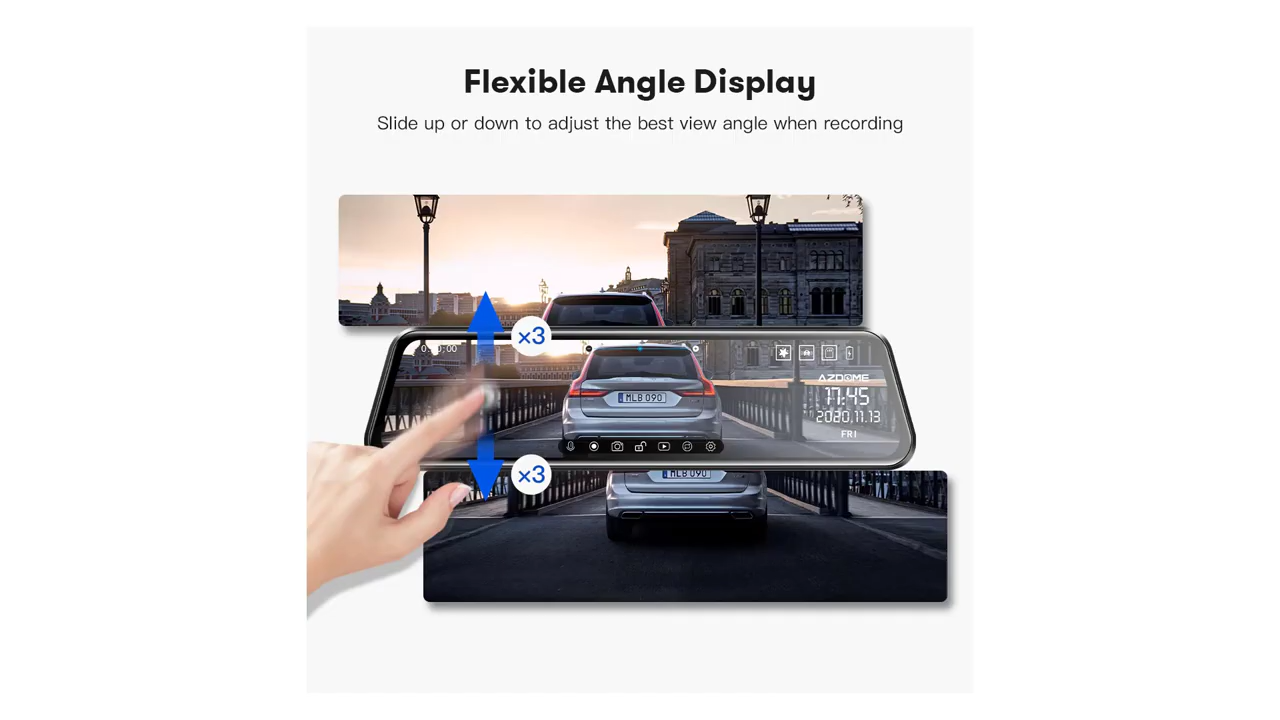 Flexible Angle Display
Slide up or down to adjust the best view angle when recording
×3
AZDOME
MLB 090
17:45
2020.11.13
FRI
×3
MLB 090